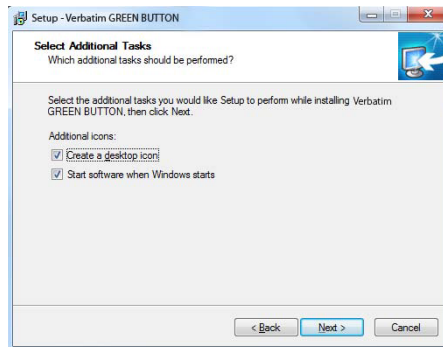 Setup - Verbatim GREEN BUTTON
Select Additional Tasks
Which additional tasks should be performed?
Select the additional tasks you would like Setup to perform while installing Verbatim
GREEN BUTTON, then click Next.
Additional icons:
Create a desktop icon
Start software when Windows starts
< Back Next > Cancel